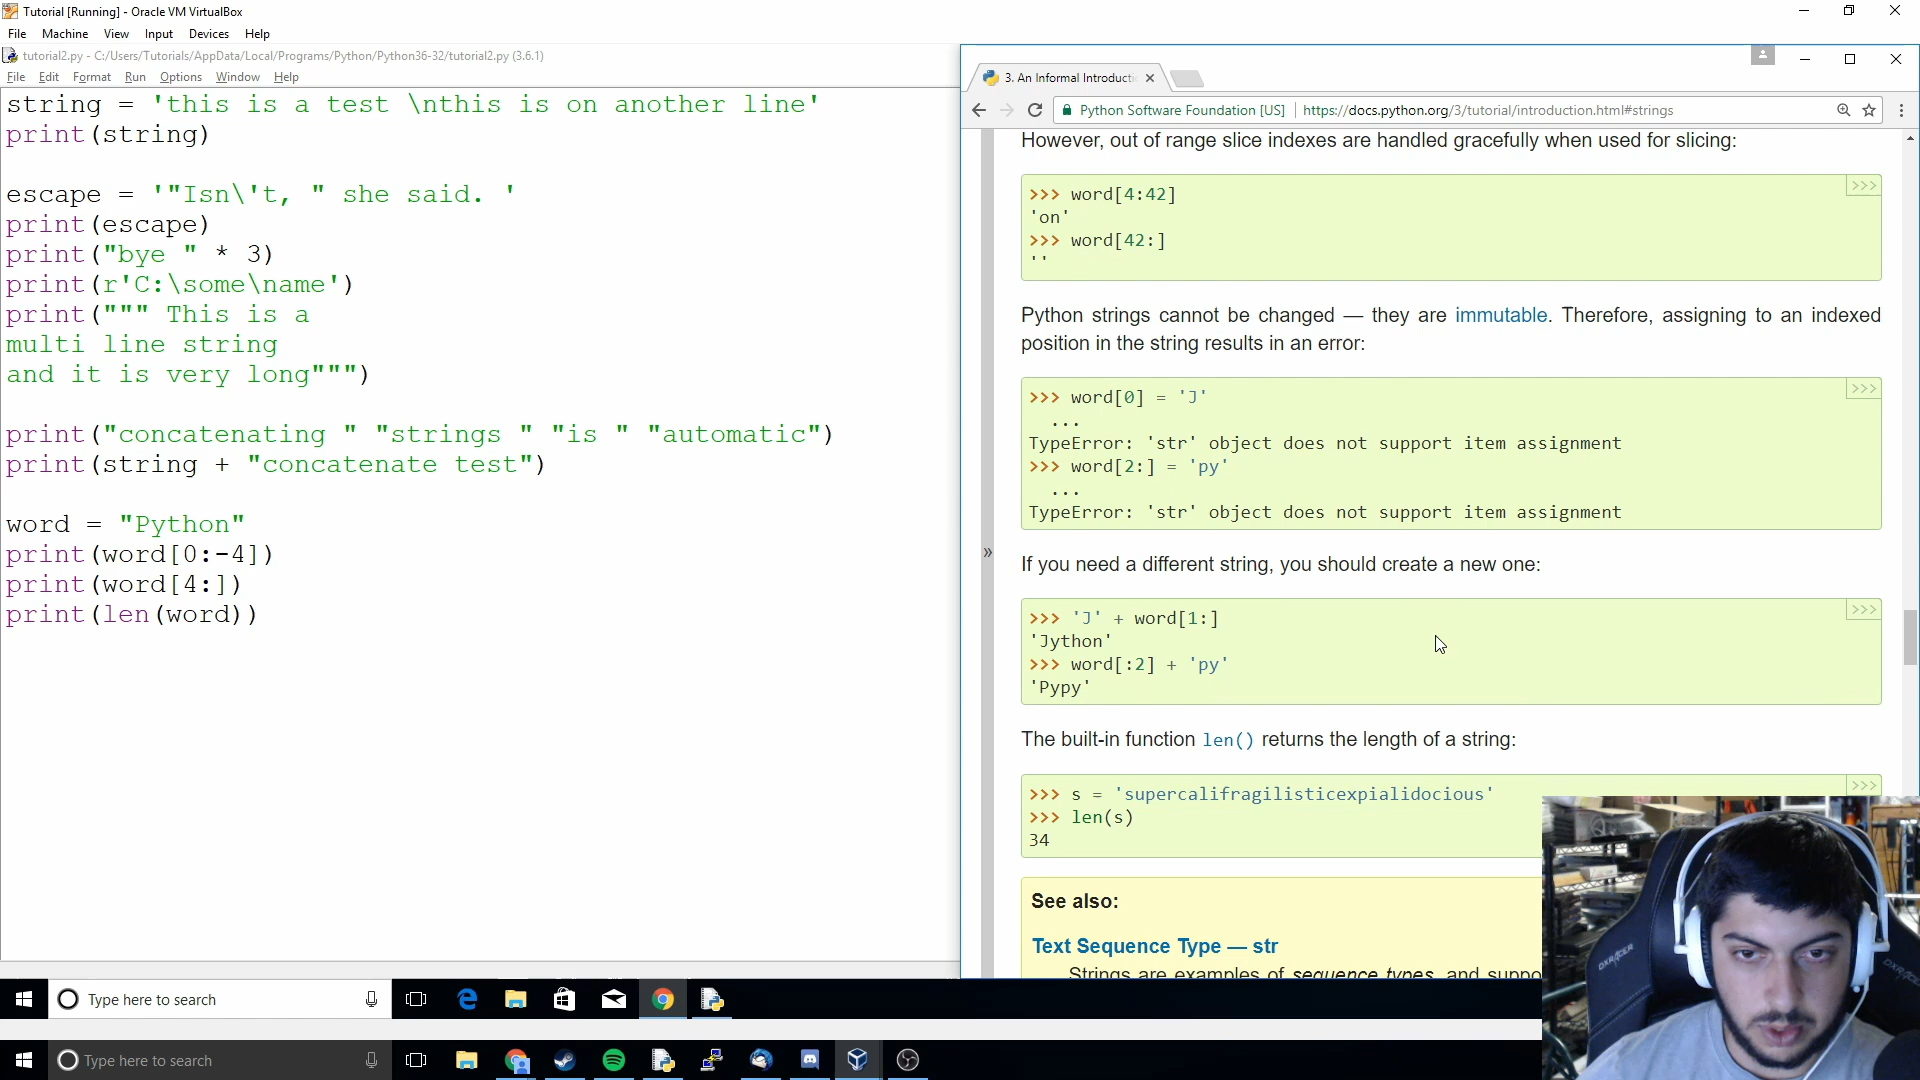 Tutorial [Running] - Oracle VM VirtualBox
File Machine View Input Devices Help
tutorial2.py - C:/Users/Tutorials/AppData/Local/Programs/Python/Python36-32/tutorial2.py (3.6.1)
File Edit Format Run Options Window Help
string = 'this is a test \nthis is on another line'
print(string)
escape = '"Isn\'t, " she said. '
print(escape)
print("bye " * 3)
print(r'C:\some\name')
print(""" This is a
multi line string
and it is very long""")
print("concatenating " "strings " "is " "automatic")
print(string + "concatenate test")
word = "Python"
print(word[0:-4])
print(word[4:])
print(len(word))
3. An Informal Introducti
Python Software Foundation [US] https://docs.python.org/3/tutorial/introduction.html#strings
However, out of range slice indexes are handled gracefully when used for slicing:
>>>
>>> word[4:42]
'on'
>>> word[42:]
''
Python strings cannot be changed — they are immutable. Therefore, assigning to an indexed
position in the string results in an error:
>>>
>>> word[0] = 'J'
...
TypeError: 'str' object does not support item assignment
>>> word[2:] = 'py'
...
TypeError: 'str' object does not support item assignment
»
If you need a different string, you should create a new one:
>>>
>>> 'J' + word[1:]
'Jython'
>>> word[:2] + 'py'
'Pypy'
The built-in function len() returns the length of a string:
>>>
>>> s = 'supercalifragilisticexpialidocious'
>>> len(s)
34
See also:
Text Sequence Type — str
Strings are examples of sequence types, and suppo
DXRACER
Type here to search
Type here to search